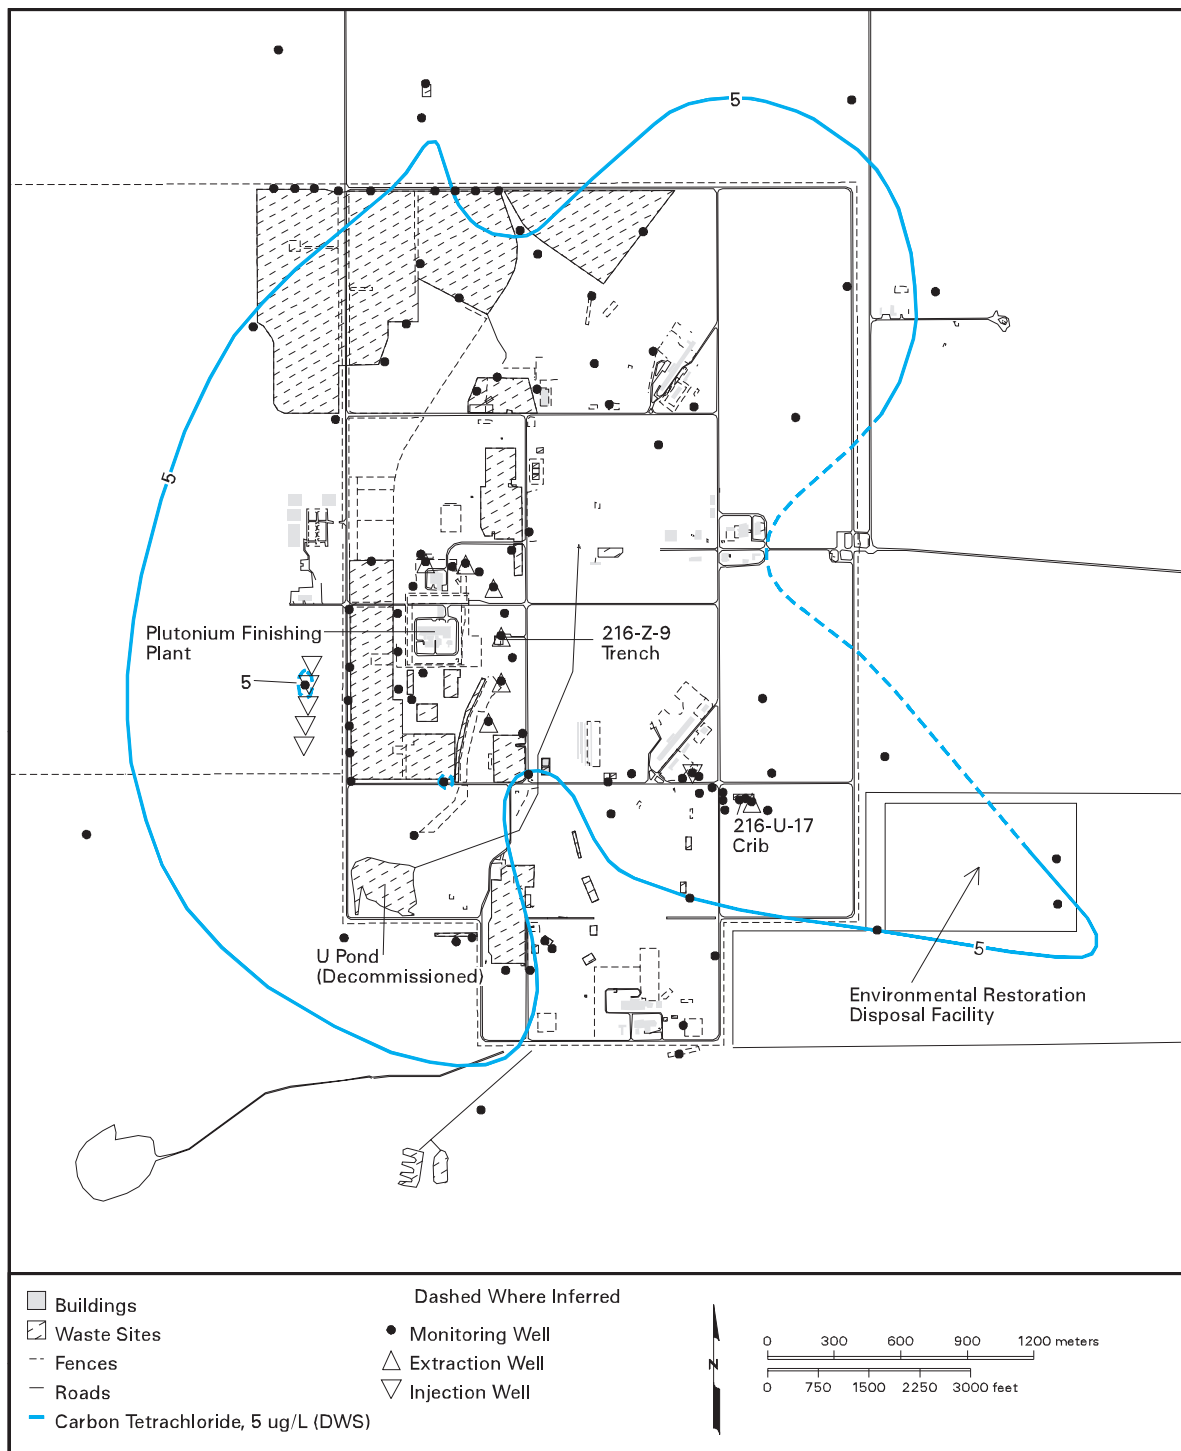 5
5
Plutonium Finishing
Plant
216-Z-9
Trench
5
216-U-17
Crib
U Pond
(Decommissioned)
5
Environmental Restoration
Disposal Facility
Buildings
Waste Sites
Fences
Roads
Carbon Tetrachloride, 5 ug/L (DWS)
Dashed Where Inferred
Monitoring Well
Extraction Well
Injection Well
N
0 300 600 900 1200 meters
0 750 1500 2250 3000 feet